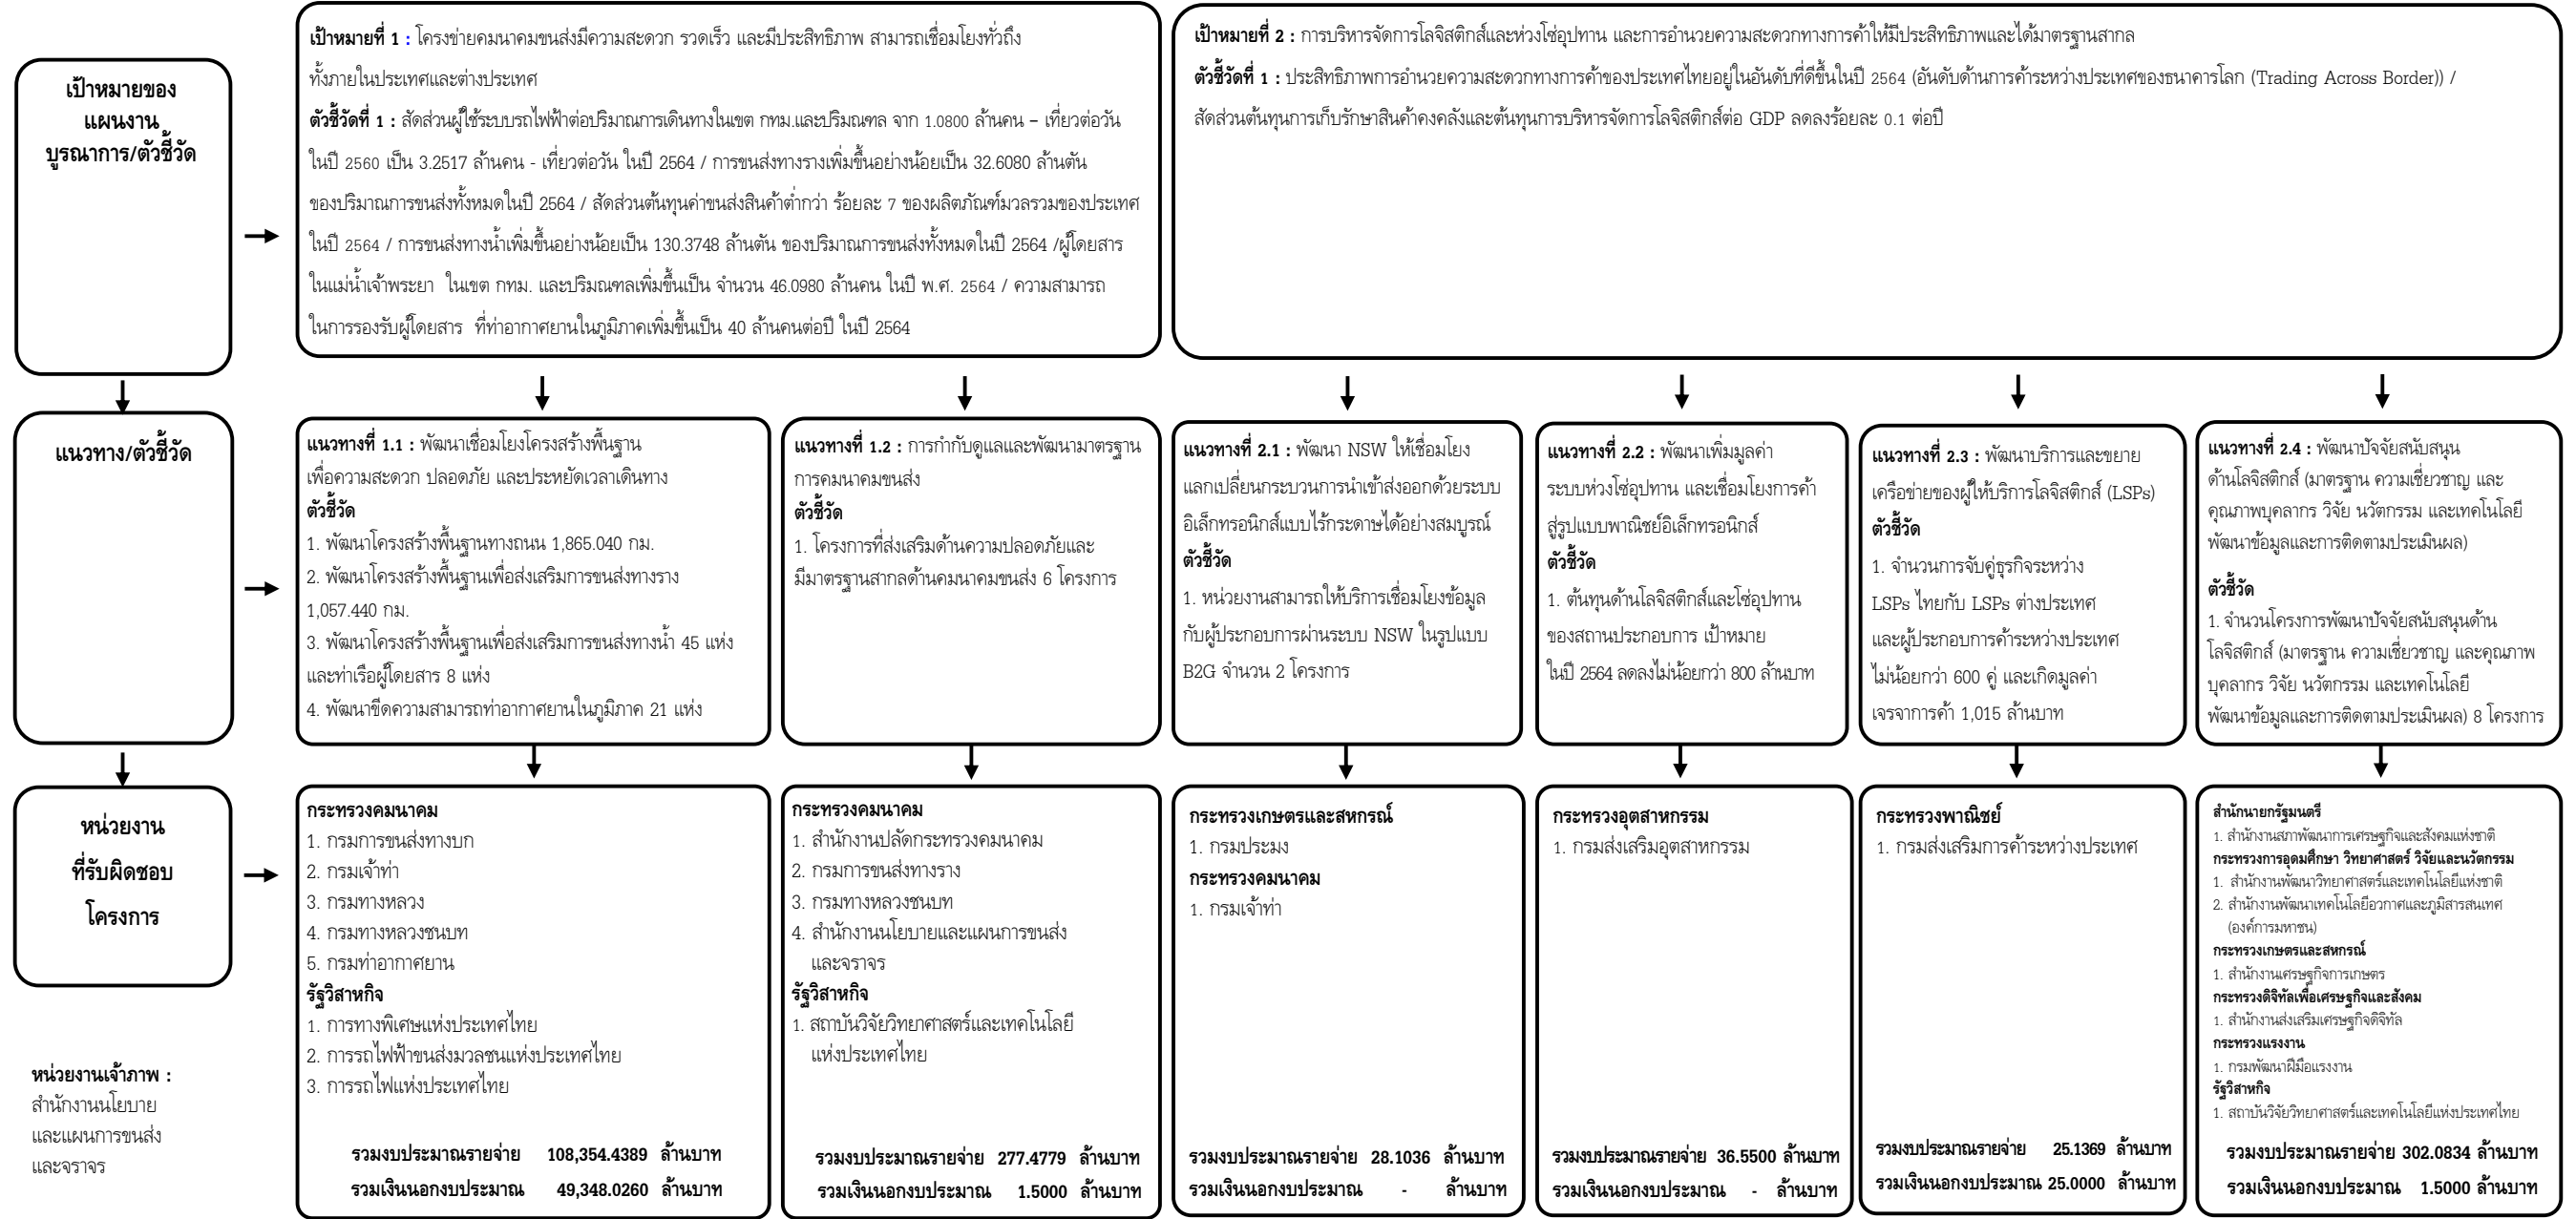 เป้าหมายของ
แผนงาน
บูรณาการ/ตัวชี้วัด
เป้าหมายที่ 1 : โครงข่ายคมนาคมขนส่งมีความสะดวก รวดเร็ว และมีประสิทธิภาพ สามารถเชื่อมโยงทั่วถึง
ทั้งภายในประเทศและต่างประเทศ
ตัวชี้วัดที่ 1 : สัดส่วนผู้ใช้ระบบรถไฟฟ้าต่อปริมาณการเดินทางในเขต กทม.และปริมณฑล จาก 1.0800 ล้านคน – เที่ยวต่อวัน
ในปี 2560 เป็น 3.2517 ล้านคน - เที่ยวต่อวัน ในปี 2564 / การขนส่งทางรางเพิ่มขึ้นอย่างน้อยเป็น 32.6080 ล้านตัน
ของปริมาณการขนส่งทั้งหมดในปี 2564 / สัดส่วนต้นทุนค่าขนส่งสินค้าต่ำกว่า ร้อยละ 7 ของผลิตภัณฑ์มวลรวมของประเทศ
ในปี 2564 / การขนส่งทางน้ำเพิ่มขึ้นอย่างน้อยเป็น 130.3748 ล้านตัน ของปริมาณการขนส่งทั้งหมดในปี 2564 /ผู้โดยสาร
ในแม่น้ำเจ้าพระยา ในเขต กทม. และปริมณฑลเพิ่มขึ้นเป็น จำนวน 46.0980 ล้านคน ในปี พ.ศ. 2564 / ความสามารถ
ในการรองรับผู้โดยสาร ที่ท่าอากาศยานในภูมิภาคเพิ่มขึ้นเป็น 40 ล้านคนต่อปี ในปี 2564
เป้าหมายที่ 2 : การบริหารจัดการโลจิสติกส์และห่วงโซ่อุปทาน และการอำนวยความสะดวกทางการค้าให้มีประสิทธิภาพและได้มาตรฐานสากล
ตัวชี้วัดที่ 1 : ประสิทธิภาพการอำนวยความสะดวกทางการค้าของประเทศไทยอยู่ในอันดับที่ดีขึ้นในปี 2564 (อันดับด้านการค้าระหว่างประเทศของธนาคารโลก (Trading Across Border)) /
สัดส่วนต้นทุนการเก็บรักษาสินค้าคงคลังและต้นทุนการบริหารจัดการโลจิสติกส์ต่อ GDP ลดลงร้อยละ 0.1 ต่อปี
แนวทาง/ตัวชี้วัด
แนวทางที่ 1.1 : พัฒนาเชื่อมโยงโครงสร้างพื้นฐาน
เพื่อความสะดวก ปลอดภัย และประหยัดเวลาเดินทาง
ตัวชี้วัด
1. พัฒนาโครงสร้างพื้นฐานทางถนน 1,865.040 กม.
2. พัฒนาโครงสร้างพื้นฐานเพื่อส่งเสริมการขนส่งทางราง
1,057.440 กม.
3. พัฒนาโครงสร้างพื้นฐานเพื่อส่งเสริมการขนส่งทางน้ำ 45 แห่ง
และท่าเรือผู้โดยสาร 8 แห่ง
4. พัฒนาขีดความสามารถท่าอากาศยานในภูมิภาค 21 แห่ง
แนวทางที่ 1.2 : การกำกับดูแลและพัฒนามาตรฐาน
การคมนาคมขนส่ง
ตัวชี้วัด
1. โครงการที่ส่งเสริมด้านความปลอดภัยและ
มีมาตรฐานสากลด้านคมนาคมขนส่ง 6 โครงการ
แนวทางที่ 2.1 : พัฒนา NSW ให้เชื่อมโยง
แลกเปลี่ยนกระบวนการนำเข้าส่งออกด้วยระบบ
อิเล็กทรอนิกส์แบบไร้กระดาษได้อย่างสมบูรณ์
ตัวชี้วัด
1. หน่วยงานสามารถให้บริการเชื่อมโยงข้อมูล
กับผู้ประกอบการผ่านระบบ NSW ในรูปแบบ
B2G จำนวน 2 โครงการ
แนวทางที่ 2.2 : พัฒนาเพิ่มมูลค่า
ระบบห่วงโซ่อุปทาน และเชื่อมโยงการค้า
สู่รูปแบบพาณิชย์อิเล็กทรอนิกส์
ตัวชี้วัด
1. ต้นทุนด้านโลจิสติกส์และโซ่อุปทาน
ของสถานประกอบการ เป้าหมาย
ในปี 2564 ลดลงไม่น้อยกว่า 800 ล้านบาท
แนวทางที่ 2.3 : พัฒนาบริการและขยาย
เครือข่ายของผู้ให้บริการโลจิสติกส์ (LSPs)
ตัวชี้วัด
1. จำนวนการจับคู่ธุรกิจระหว่าง
LSPs ไทยกับ LSPs ต่างประเทศ
และผู้ประกอบการค้าระหว่างประเทศ
ไม่น้อยกว่า 600 คู่ และเกิดมูลค่า
เจรจาการค้า 1,015 ล้านบาท
แนวทางที่ 2.4 : พัฒนาปัจจัยสนับสนุน
ด้านโลจิสติกส์ (มาตรฐาน ความเชี่ยวชาญ และ
คุณภาพบุคลากร วิจัย นวัตกรรม และเทคโนโลยี
พัฒนาข้อมูลและการติดตามประเมินผล)
ตัวชี้วัด
1. จำนวนโครงการพัฒนาปัจจัยสนับสนุนด้าน
โลจิสติกส์ (มาตรฐาน ความเชี่ยวชาญ และคุณภาพ
บุคลากร วิจัย นวัตกรรม และเทคโนโลยี
พัฒนาข้อมูลและการติดตามประเมินผล) 8 โครงการ
หน่วยงาน
ที่รับผิดชอบ
โครงการ
กระทรวงคมนาคม
1. กรมการขนส่งทางบก
2. กรมเจ้าท่า
3. กรมทางหลวง
4. กรมทางหลวงชนบท
5. กรมท่าอากาศยาน
รัฐวิสาหกิจ
1. การทางพิเศษแห่งประเทศไทย
2. การรถไฟฟ้าขนส่งมวลชนแห่งประเทศไทย
3. การรถไฟแห่งประเทศไทย
รวมงบประมาณรายจ่าย 108,354.4389 ล้านบาท
รวมเงินนอกงบประมาณ 49,348.0260 ล้านบาท
กระทรวงคมนาคม
1. สำนักงานปลัดกระทรวงคมนาคม
2. กรมการขนส่งทางราง
3. กรมทางหลวงชนบท
4. สำนักงานนโยบายและแผนการขนส่ง
และจราจร
รัฐวิสาหกิจ
1. สถาบันวิจัยวิทยาศาสตร์และเทคโนโลยี
แห่งประเทศไทย
รวมงบประมาณรายจ่าย 277.4779 ล้านบาท
รวมเงินนอกงบประมาณ 1.5000 ล้านบาท
กระทรวงเกษตรและสหกรณ์
1. กรมประมง
กระทรวงคมนาคม
1. กรมเจ้าท่า
รวมงบประมาณรายจ่าย 28.1036 ล้านบาท
รวมเงินนอกงบประมาณ - ล้านบาท
กระทรวงอุตสาหกรรม
1. กรมส่งเสริมอุตสาหกรรม
รวมงบประมาณรายจ่าย 36.5500 ล้านบาท
รวมเงินนอกงบประมาณ - ล้านบาท
กระทรวงพาณิชย์
1. กรมส่งเสริมการค้าระหว่างประเทศ
รวมงบประมาณรายจ่าย 25.1369 ล้านบาท
รวมเงินนอกงบประมาณ 25.0000 ล้านบาท
สำนักนายกรัฐมนตรี
1. สำนักงานสภาพัฒนาการเศรษฐกิจและสังคมแห่งชาติ
กระทรวงการอุดมศึกษา วิทยาศาสตร์ วิจัยและนวัตกรรม
1. สำนักงานพัฒนาวิทยาศาสตร์และเทคโนโลยีแห่งชาติ
2. สำนักงานพัฒนาเทคโนโลยีอวกาศและภูมิสารสนเทศ
(องค์การมหาชน)
กระทรวงเกษตรและสหกรณ์
1. สำนักงานเศรษฐกิจการเกษตร
กระทรวงดิจิทัลเพื่อเศรษฐกิจและสังคม
1. สำนักงานส่งเสริมเศรษฐกิจดิจิทัล
กระทรวงแรงงาน
1. กรมพัฒนาฝีมือแรงงาน
รัฐวิสาหกิจ
1. สถาบันวิจัยวิทยาศาสตร์และเทคโนโลยีแห่งประเทศไทย
รวมงบประมาณรายจ่าย 302.0834 ล้านบาท
รวมเงินนอกงบประมาณ 1.5000 ล้านบาท
หน่วยงานเจ้าภาพ :
สำนักงานนโยบาย
และแผนการขนส่ง
และจราจร